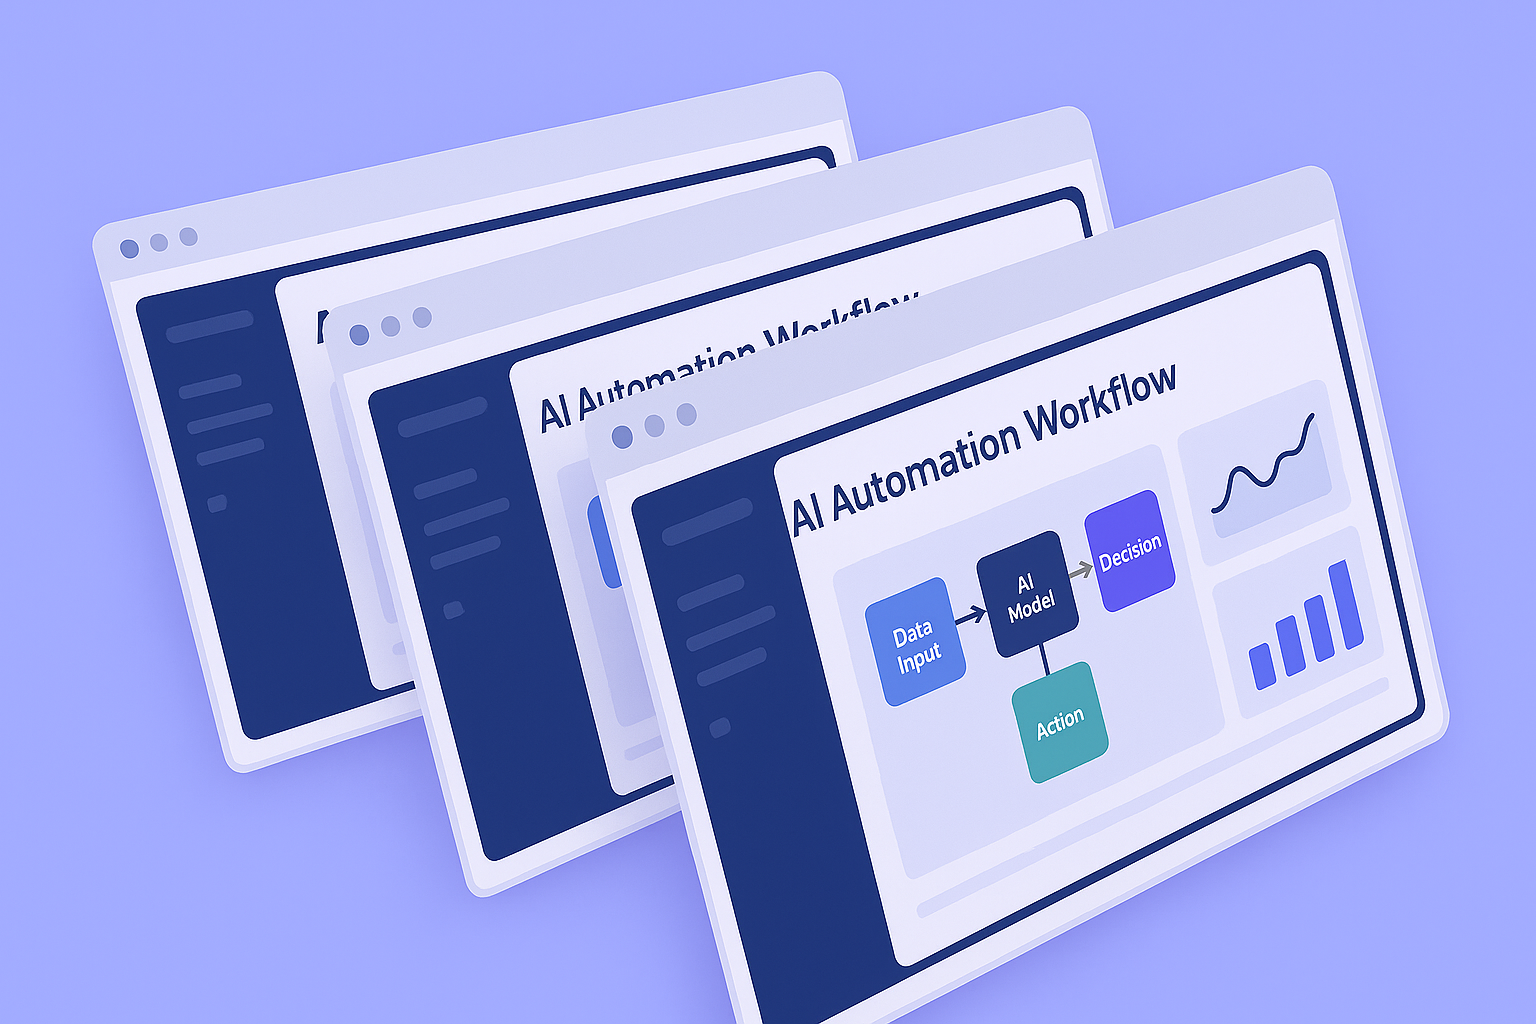 AI Automation Workflow
AI Automation Workflow
Data
Input
AI
Model
Decision
Action